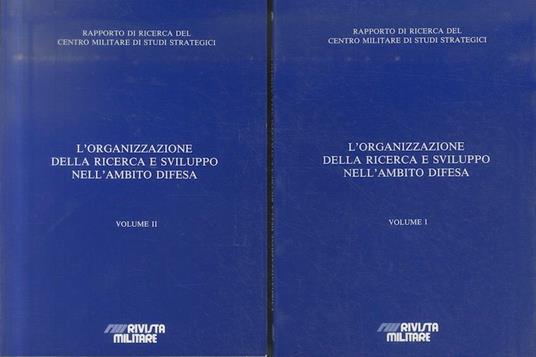 RAPPORTO DI RICERCA DEL
CENTRO MILITARE DI STUDI STRATEGICI
L'ORGANIZZAZIONE
DELLA RICERCA E SVILUPPO
NELL'AMBITO DIFESA
VOLUME II
RIVISTA
MILITARE
RAPPORTO DI RICERCA DEL
CENTRO MILITARE DI STUDI STRATEGICI
L'ORGANIZZAZIONE
DELLA RICERCA E SVILUPPO
NELL'AMBITO DIFESA
VOLUME I
RIVISTA
MILITARE